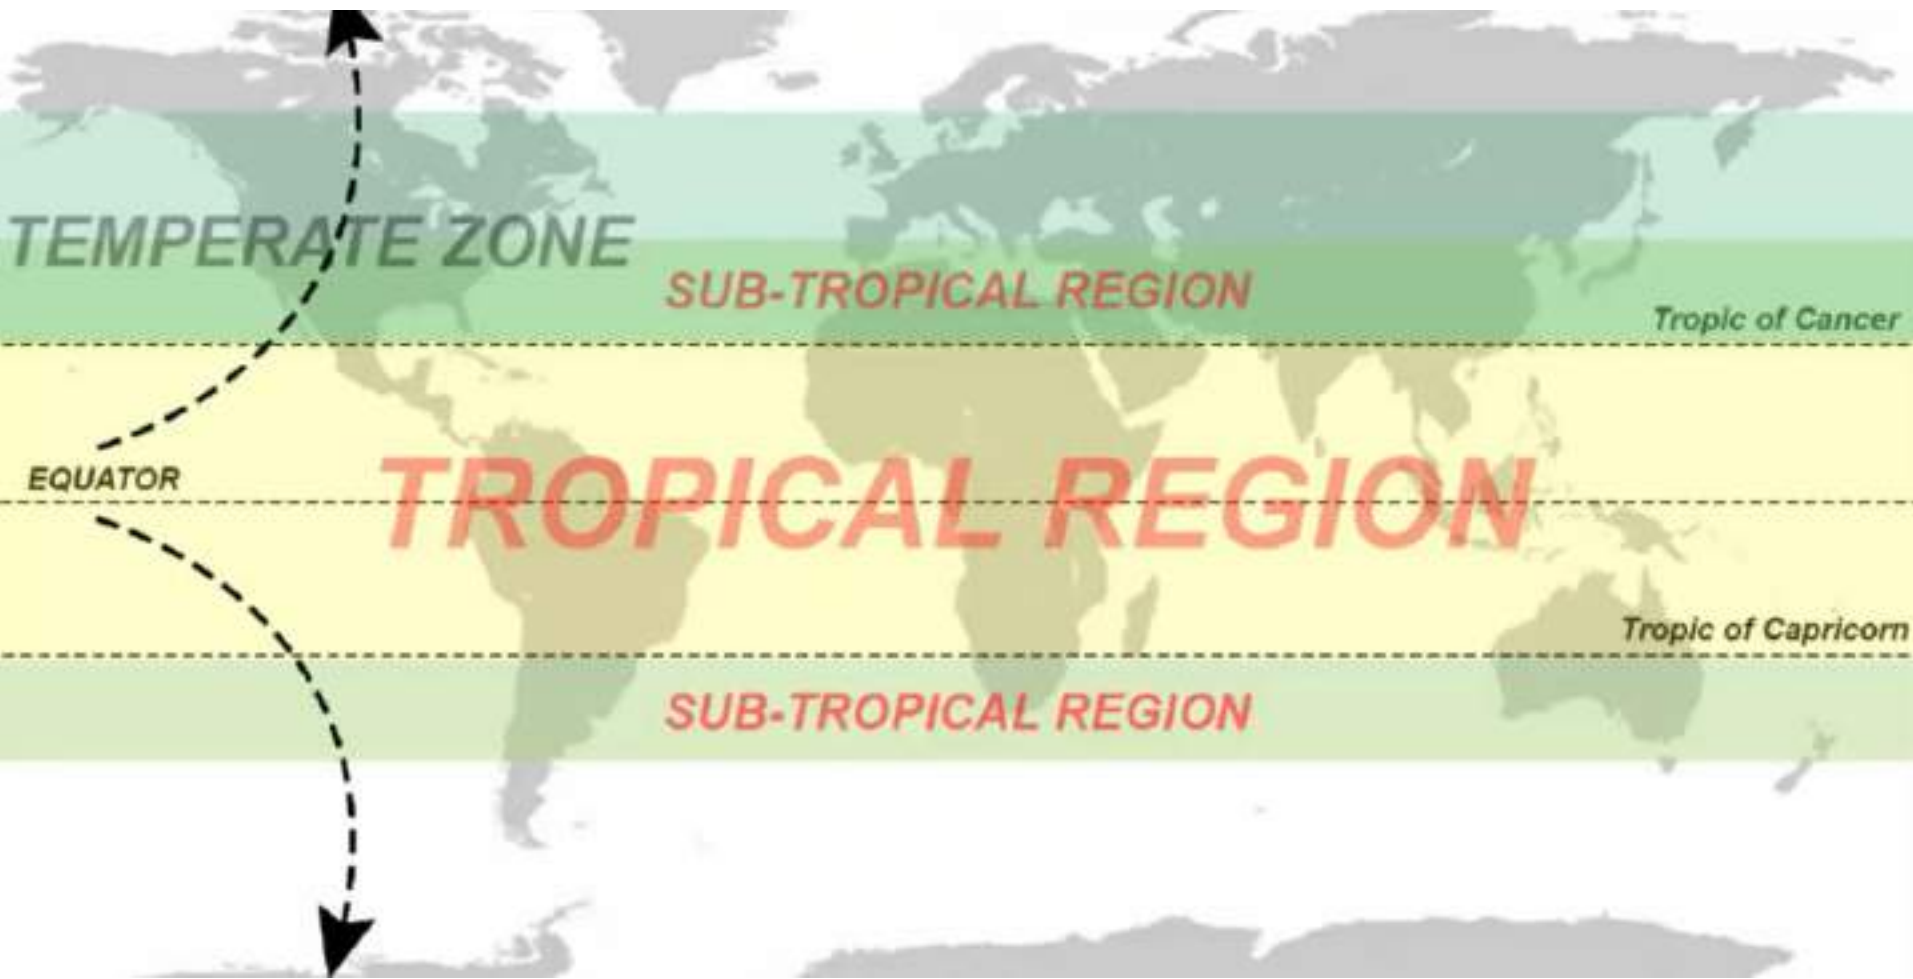 TEMPERATE ZONE
SUB-TROPICAL REGION
Tropic of Cancer
EQUATOR
TROPICAL REGION
Tropic of Capricorn
SUB-TROPICAL REGION